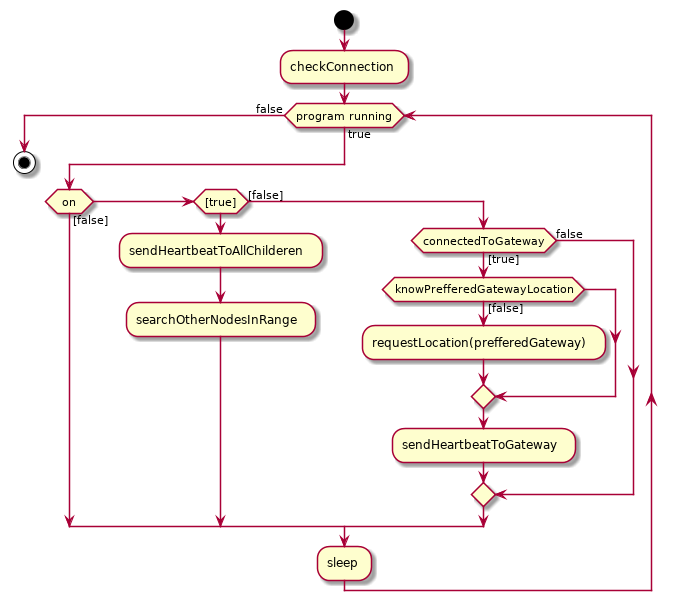 checkConnection
false
program running
true
on
[true]
[false]
[false]
sendHeartbeatToAllChilderen
searchOtherNodesInRange
connectedToGateway
false
[true]
knowPrefferedGatewayLocation
[false]
requestLocation(prefferedGateway)
sendHeartbeatToGateway
sleep